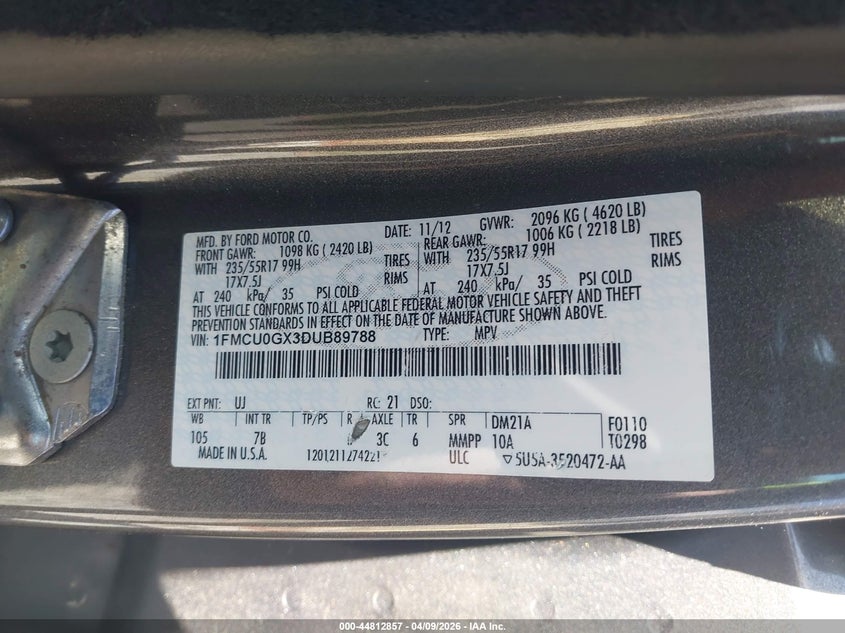 MFD. BY FORD MOTOR CO.
DATE: 11/12 GVWR: 2096 KG ( 4620 LB)
FRONT GAWR: 1098 KG ( 2420 LB)
REAR GAWR: 1006 KG ( 2218 LB)
WITH 235/55R17 99H TIRES
WITH 235/55R17 99H TIRES
17X7.5J RIMS
17X7.5J RIMS
AT 240 kPa/ 35 PSI COLD
AT 240 kPa/ 35 PSI COLD
THIS VEHICLE CONFORMS TO ALL APPLICABLE FEDERAL MOTOR VEHICLE SAFETY AND THEFT
PREVENTION STANDARDS IN EFFECT ON THE DATE OF MANUFACTURE SHOWN ABOVE.
VIN: 1FMCU0GX3DUB89788 TYPE: MPV
EXT PNT: UJ RC: 21 DSO:
WB INT TR TP/PS R AXLE TR SPR DM21A F0110
105 7B 3C 6 MMPP 10A T0298
MADE IN U.S.A. ULC ▽5U5A-3520472-AA
000-44812857 - 04/09/2026 - IAA Inc.